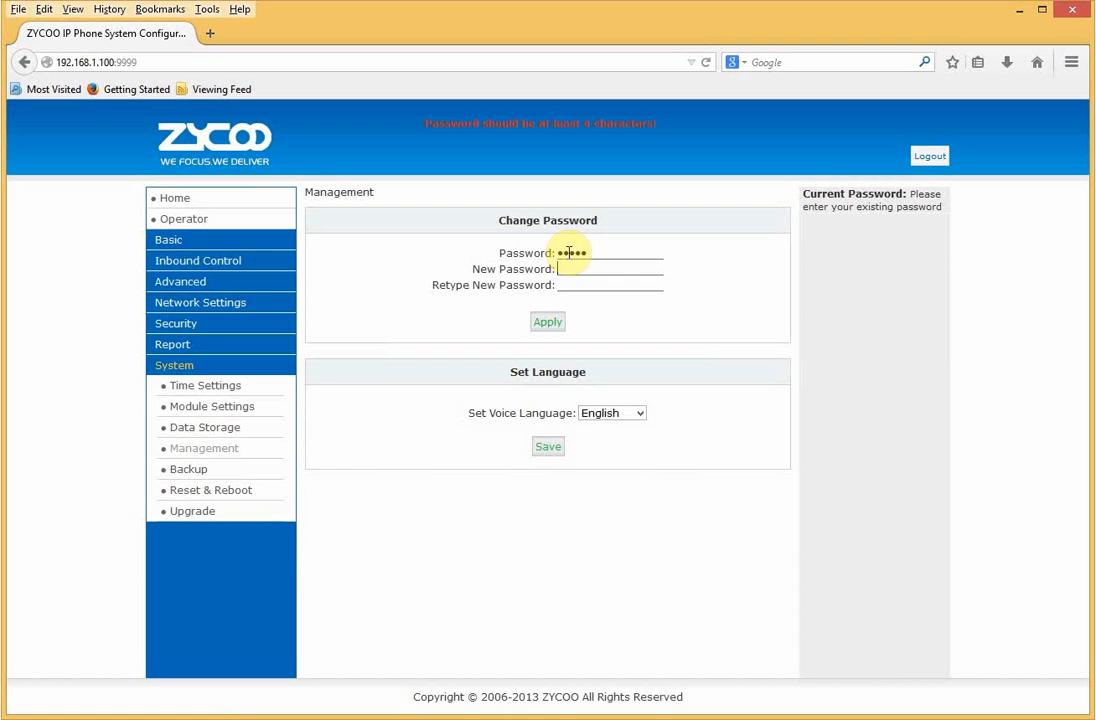 File Edit View History Bookmarks Tools Help
ZYCOO IP Phone System Configur...
192.168.1.100:9999
Google
Most Visited Getting Started Viewing Feed
ZYCOO
WE FOCUS.WE DELIVER
Password should be at least 4 characters!
Logout
Home
Operator
Basic
Inbound Control
Advanced
Network Settings
Security
Report
System
Time Settings
Module Settings
Data Storage
Management
Backup
Reset & Reboot
Upgrade
Management
Change Password
Password: •••••
New Password:
Retype New Password:
Apply
Set Language
Set Voice Language: English
Save
Current Password: Please
enter your existing password
Copyright © 2006-2013 ZYCOO All Rights Reserved